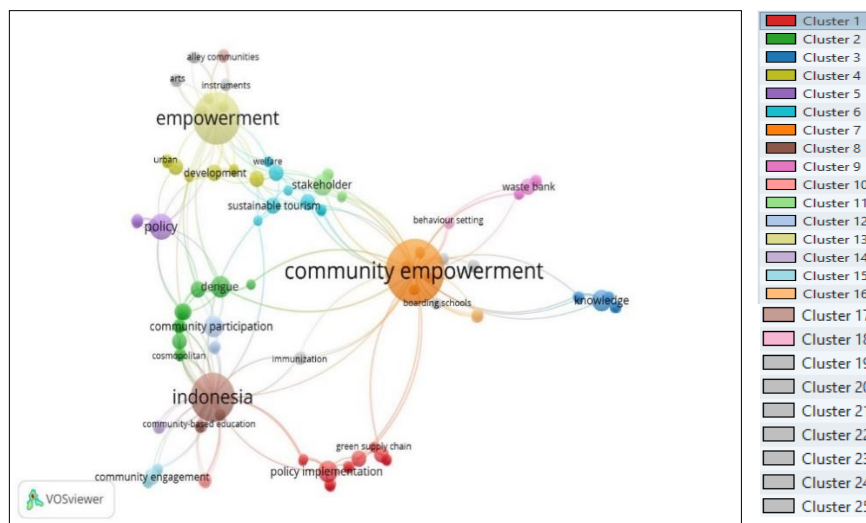 alley communities
arts
instruments
empowerment
urban
welfare
development
stakeholder
sustainable tourism
policy
waste bank
behaviour setting
community empowerment
dengue
boarding schools
knowledge
community participation
cosmopolitan
immunization
indonesia
community-based education
green supply chain
community engagement
policy implementation
VOSviewer
Cluster 1
Cluster 2
Cluster 3
Cluster 4
Cluster 5
Cluster 6
Cluster 7
Cluster 8
Cluster 9
Cluster 10
Cluster 11
Cluster 12
Cluster 13
Cluster 14
Cluster 15
Cluster 16
Cluster 17
Cluster 18
Cluster 19
Cluster 20
Cluster 21
Cluster 22
Cluster 23
Cluster 24
Cluster 25